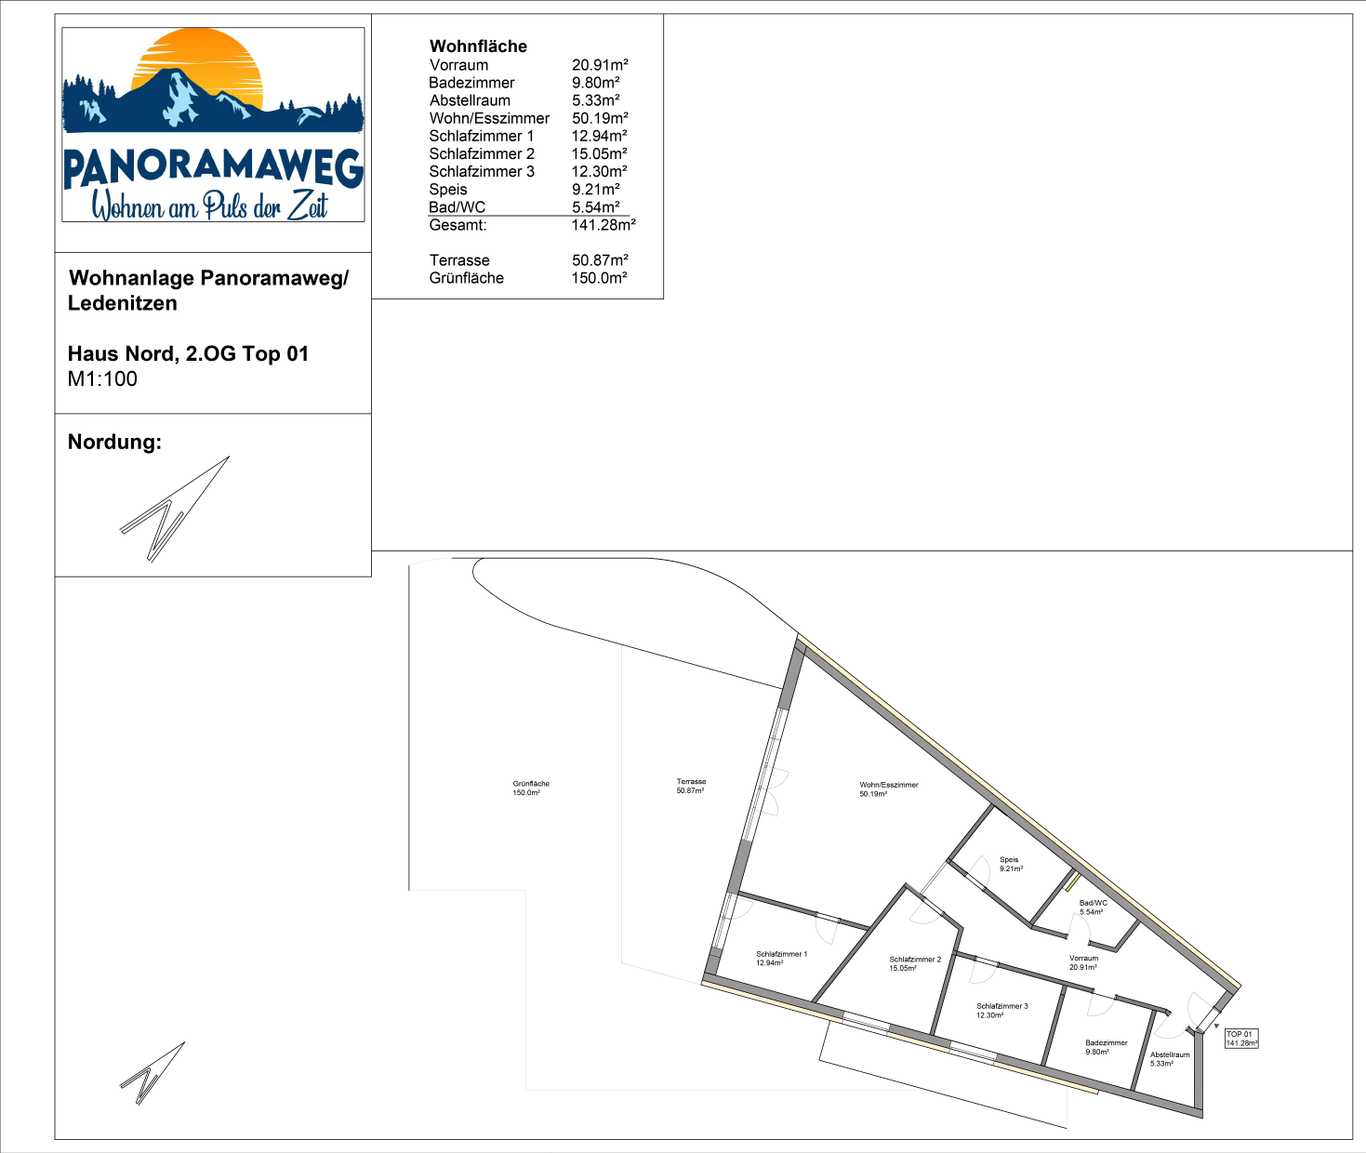 PANORAMAWEG
Wohnen am Puls der Zeit
Wohnanlage Panoramaweg/
Ledenitzen
Haus Nord, 2.OG Top 01
M1:100
Nordung:
N
Wohnfläche
Vorraum 20.91m²
Badezimmer 9.80m²
Abstellraum 5.33m²
Wohn/Esszimmer 50.19m²
Schlafzimmer 1 12.94m²
Schlafzimmer 2 15.05m²
Schlafzimmer 3 12.30m²
Speis 9.21m²
Bad/WC 5.54m²
Gesamt: 141.28m²
Terrasse 50.87m²
Grünfläche 150.0m²
Grünfläche
150.0m²
Terrasse
50.87m²
Wohn/Esszimmer
50.19m²
Speis
9.21m²
Bad/WC
5.54m²
Schlafzimmer 1
12.94m²
Schlafzimmer 2
15.05m²
Vorraum
20.91m²
Schlafzimmer 3
12.30m²
Badezimmer
9.80m²
Abstellraum
5.33m²
TOP 01
141.28m²
N